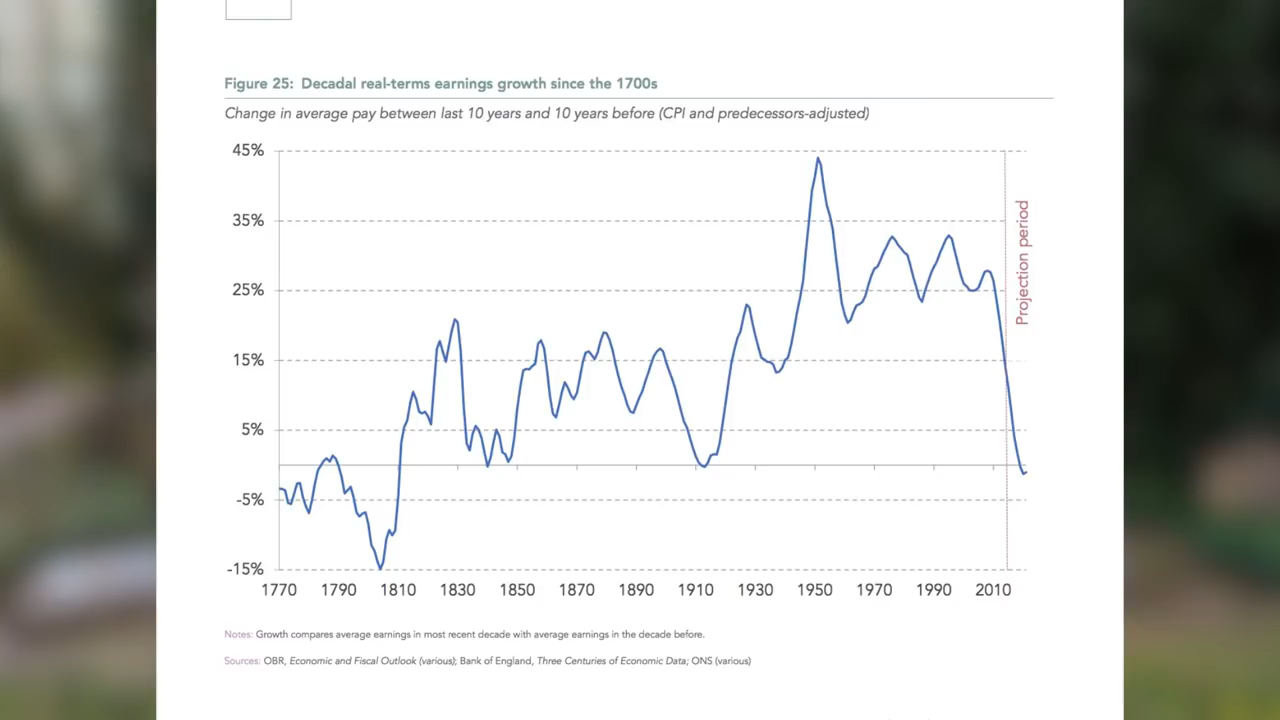 Figure 25: Decadal real-terms earnings growth since the 1700s
Change in average pay between last 10 years and 10 years before (CPI and predecessors-adjusted)
45%
35%
25%
15%
5%
-5%
-15%
Projection period
1770 1790 1810 1830 1850 1870 1890 1910 1930 1950 1970 1990 2010
Notes: Growth compares average earnings in most recent decade with average earnings in the decade before.
Sources: OBR, Economic and Fiscal Outlook (various); Bank of England, Three Centuries of Economic Data; ONS (various)